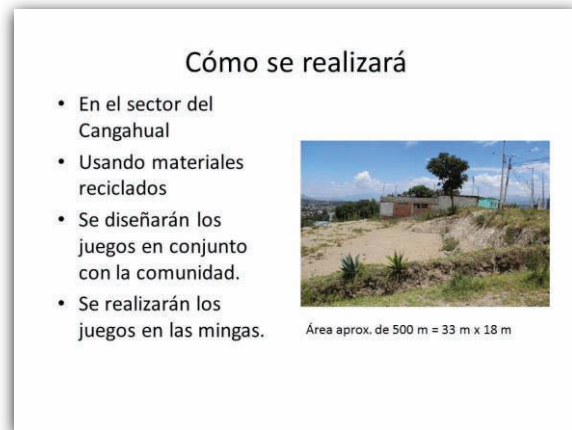 Cómo se realizará
• En el sector del
Cangahual
• Usando materiales
reciclados
• Se diseñarán los
juegos en conjunto
con la comunidad.
• Se realizarán los
juegos en las mingas.
Área aprox. de 500 m = 33 m x 18 m